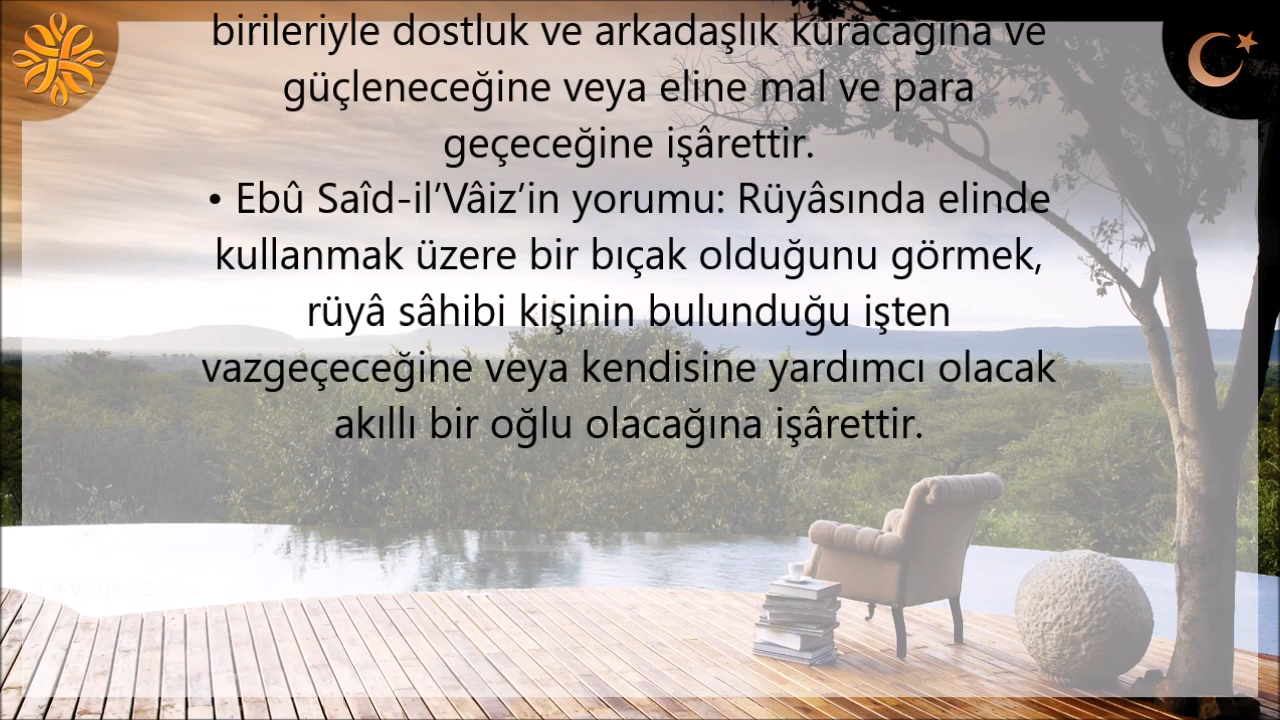 birileriyle dostluk ve arkadaşlık kuracağına ve
güçleneceğine veya eline mal ve para
geçeceğine işârettir.
• Ebû Saîd-il’Vâiz’in yorumu: Rüyâsında elinde
kullanmak üzere bir bıçak olduğunu görmek,
rüyâ sâhibi kişinin bulunduğu işten
vazgeçeceğine veya kendisine yardımcı olacak
akıllı bir oğlu olacağına işârettir.